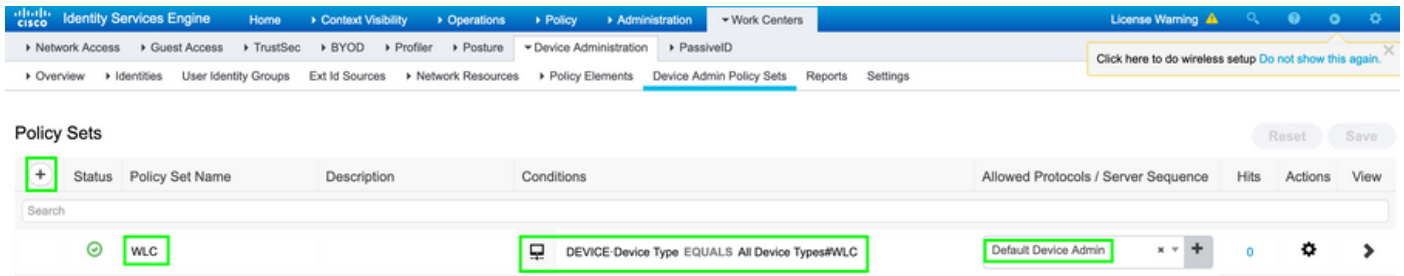 cisco Identity Services Engine Home Context Visibility Operations Policy Administration Work Centers License Warning
Network Access Guest Access TrustSec BYOD Profiler Posture Device Administration PassiveID
Click here to do wireless setup Do not show this again.
Overview Identities User Identity Groups Ext Id Sources Network Resources Policy Elements Device Admin Policy Sets Reports Settings
Policy Sets
Reset Save
+ Status Policy Set Name Description Conditions Allowed Protocols / Server Sequence Hits Actions View
Search
WLC DEVICE-Device Type EQUALS All Device Types#WLC Default Device Admin × + 0